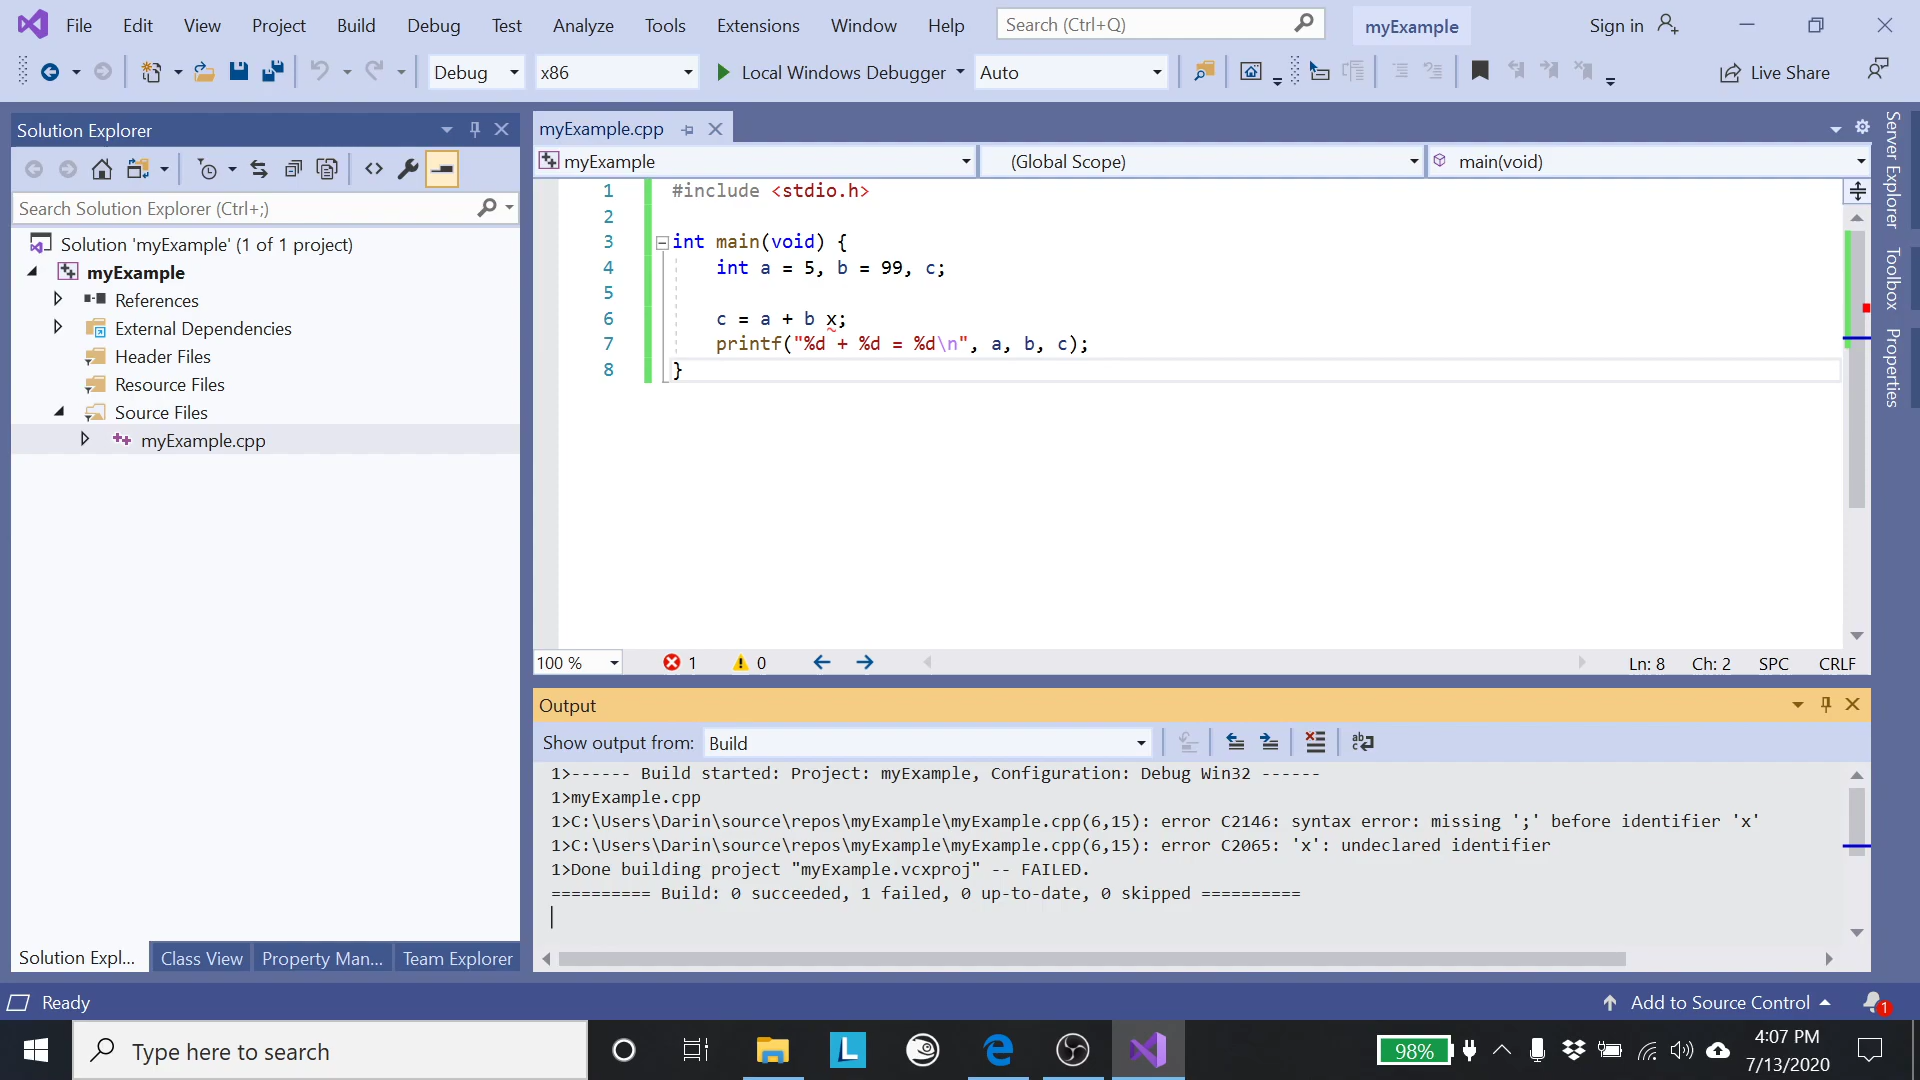 File Edit View Project Build Debug Test Analyze Tools Extensions Window Help Search (Ctrl+Q) myExample Sign in
Debug x86 Local Windows Debugger Auto Live Share
Solution Explorer
Search Solution Explorer (Ctrl+;)
Solution 'myExample' (1 of 1 project)
myExample
References
External Dependencies
Header Files
Resource Files
Source Files
myExample.cpp
Solution Expl... Class View Property Man... Team Explorer
myExample.cpp
myExample (Global Scope) main(void)
1 #include <stdio.h>
2
3 int main(void) {
4 int a = 5, b = 99, c;
5
6 c = a + b x;
7 printf("%d + %d = %d\n", a, b, c);
8 }
100 % 1 0 Ln: 8 Ch: 2 SPC CRLF
Output
Show output from: Build
1>------ Build started: Project: myExample, Configuration: Debug Win32 ------
1>myExample.cpp
1>C:\Users\Darin\source\repos\myExample\myExample.cpp(6,15): error C2146: syntax error: missing ';' before identifier 'x'
1>C:\Users\Darin\source\repos\myExample\myExample.cpp(6,15): error C2065: 'x': undeclared identifier
1>Done building project "myExample.vcxproj" -- FAILED.
========== Build: 0 succeeded, 1 failed, 0 up-to-date, 0 skipped ==========
Server Explorer
Toolbox
Properties
Ready Add to Source Control 1
Type here to search L 98% 4:07 PM
7/13/2020